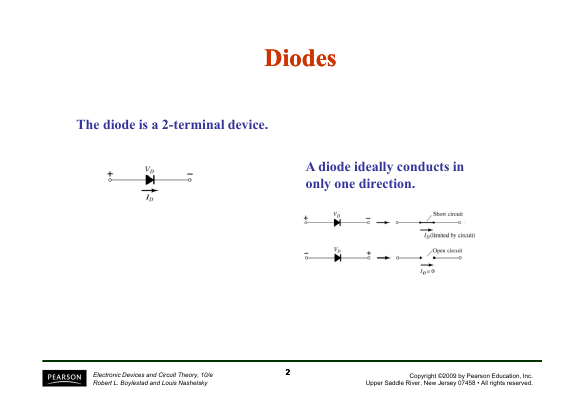 Diodes
The diode is a 2-terminal device.
+ V_D −
I_D
A diode ideally conducts in
only one direction.
+ V_D − Short circuit
I_D (limited by circuit)
− V_D + Open circuit
I_D = 0
PEARSON
Electronic Devices and Circuit Theory, 10/e
Robert L. Boylestad and Louis Nashelsky
2
Copyright ©2009 by Pearson Education, Inc.
Upper Saddle River, New Jersey 07458 • All rights reserved.